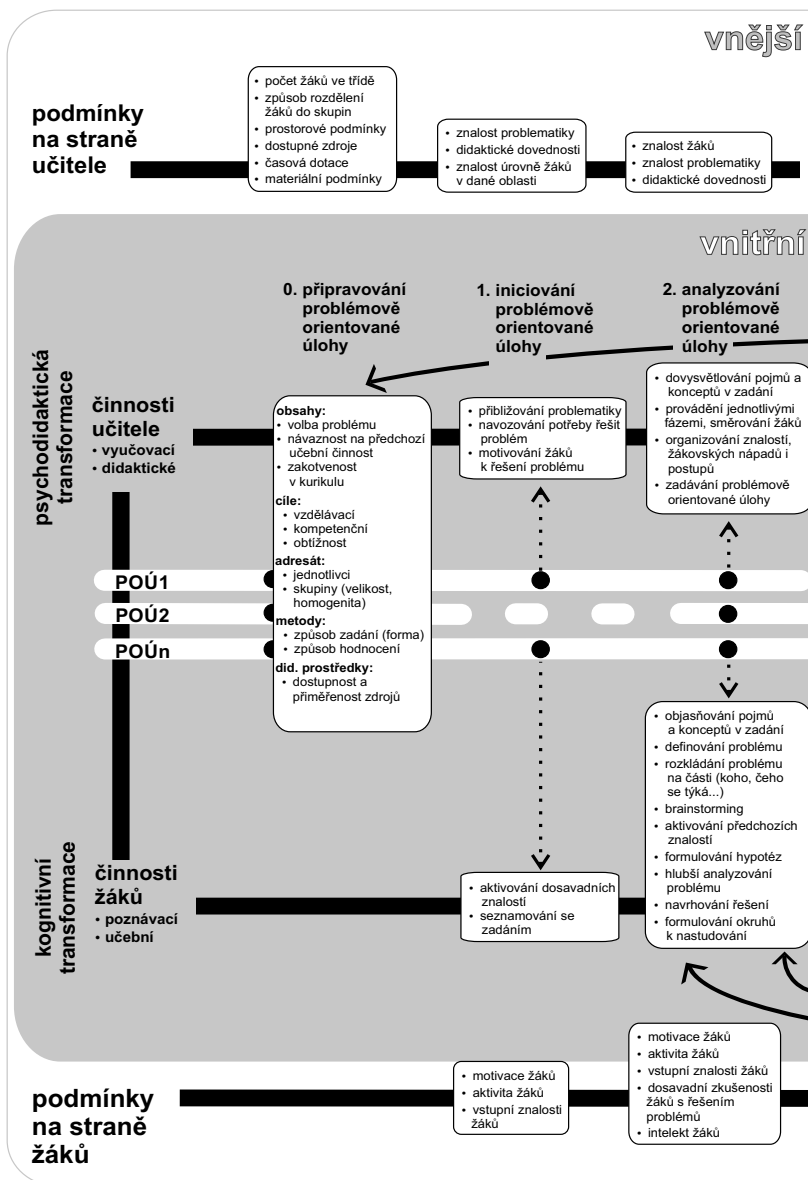 vnější
podmínky
na straně
učitele
• počet žáků ve třídě
• způsob rozdělení
žáků do skupin
• prostorové podmínky
• dostupné zdroje
• časová dotace
• materiální podmínky
• znalost problematiky
• didaktické dovednosti
• znalost úrovně žáků
v dané oblasti
• znalost žáků
• znalost problematiky
• didaktické dovednosti
vnitřní
0. připravování
problémově
orientované
úlohy
1. iniciování
problémově
orientované
úlohy
2. analyzování
problémově
orientované
úlohy
psychodidaktická
transformace
činnosti
učitele
• vyučovací
• didaktické
obsahy:
• volba problému
• návaznost na předchozí
učební činnost
• zakotvenost
v kurikulu
cíle:
• vzdělávací
• kompetenční
• obtížnost
adresát:
• jednotlivci
• skupiny (velikost,
homogenita)
metody:
• způsob zadání (forma)
• způsob hodnocení
did. prostředky:
• dostupnost a
přiměřenost zdrojů
• přibližování problematiky
• navozování potřeby řešit
problém
• motivování žáků
k řešení problému
• dovysvětlování pojmů a
konceptů v zadání
• provádění jednotlivými
fázemi, směrování žáků
• organizování znalostí,
žákovských nápadů i
postupů
• zadávání problémově
orientované úlohy
POÚ1
POÚ2
POÚn
kognitivní
transformace
činnosti
žáků
• poznávací
• učební
• aktivování dosavadních
znalostí
• seznamování se
zadáním
• objasňování pojmů
a konceptů v zadání
• definování problému
• rozkládání problému
na části (koho, čeho
se týká...)
• brainstorming
• aktivování předchozích
znalostí
• formulování hypotéz
• hlubší analyzování
problému
• navrhování řešení
• formulování okruhů
k nastudování
podmínky
na straně
žáků
• motivace žáků
• aktivita žáků
• vstupní znalosti
žáků
• motivace žáků
• aktivita žáků
• vstupní znalosti žáků
• dosavadní zkušenosti
žáků s řešením
problémů
• intelekt žáků